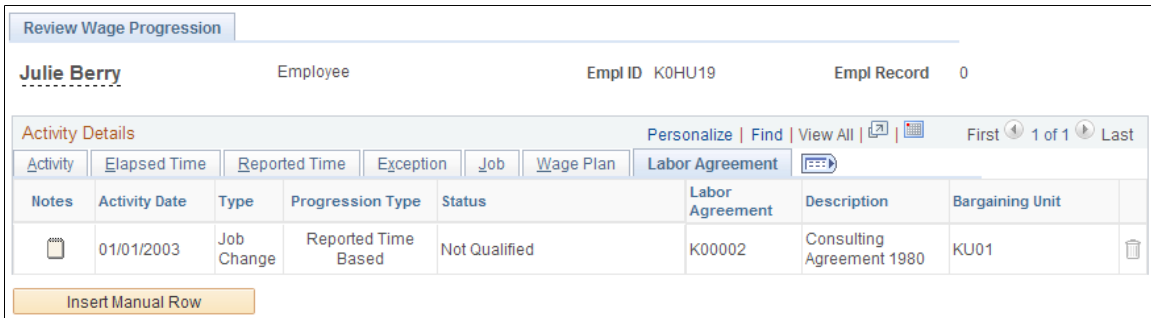 Review Wage Progression
Julie Berry Employee Empl ID K0HU19 Empl Record 0
Activity Details Personalize | Find | View All | | First 1 of 1 Last
Activity Elapsed Time Reported Time Exception Job Wage Plan Labor Agreement
Notes Activity Date Type Progression Type Status Labor Agreement Description Bargaining Unit
01/01/2003 Job Change Reported Time Based Not Qualified K00002 Consulting Agreement 1980 KU01
Insert Manual Row